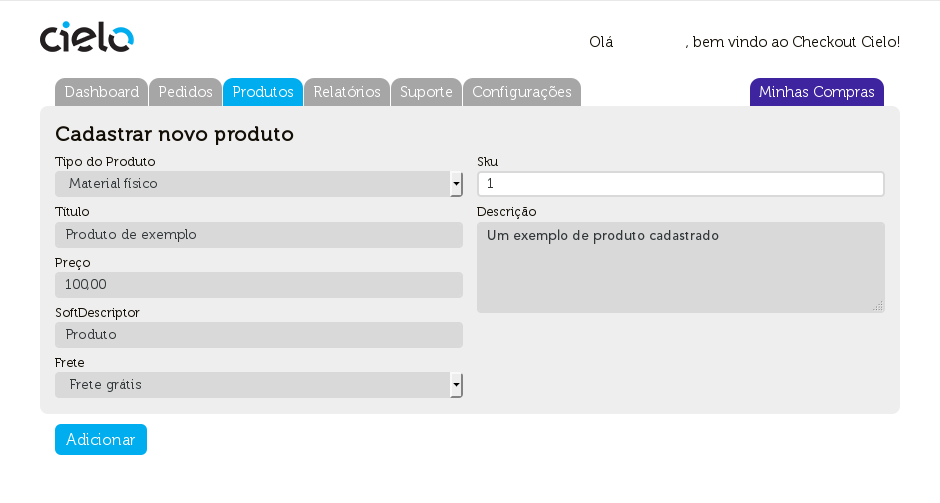 cielo
Olá , bem vindo ao Checkout Cielo!
Dashboard Pedidos Produtos Relatórios Suporte Configurações Minhas Compras
Cadastrar novo produto
Tipo do Produto
Material físico
Título
Produto de exemplo
Preço
100,00
SoftDescriptor
Produto
Frete
Frete grátis
Sku
1
Descrição
Um exemplo de produto cadastrado
Adicionar